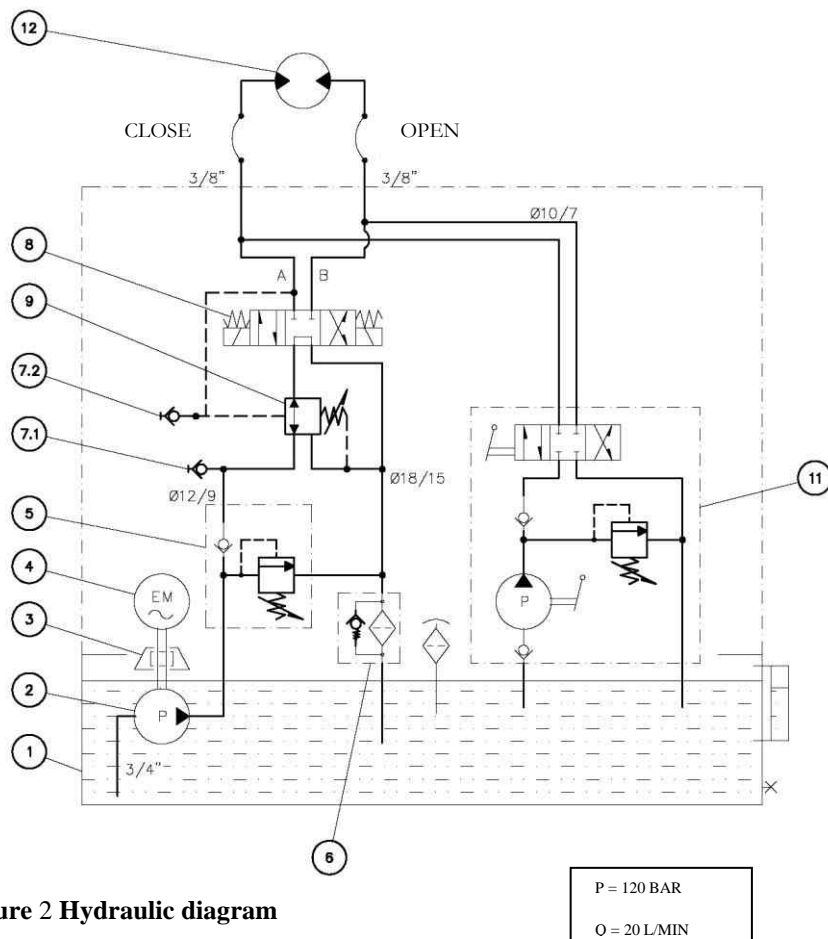 12
CLOSE OPEN
3/8" 3/8"
Ø10/7
8
A B
9
7.2
7.1
Ø18/15
11
Ø12/9
5
4
EM
3
P
2
P
1
3/4"
6
ure 2 Hydraulic diagram
P = 120 BAR
Q = 20 L/MIN